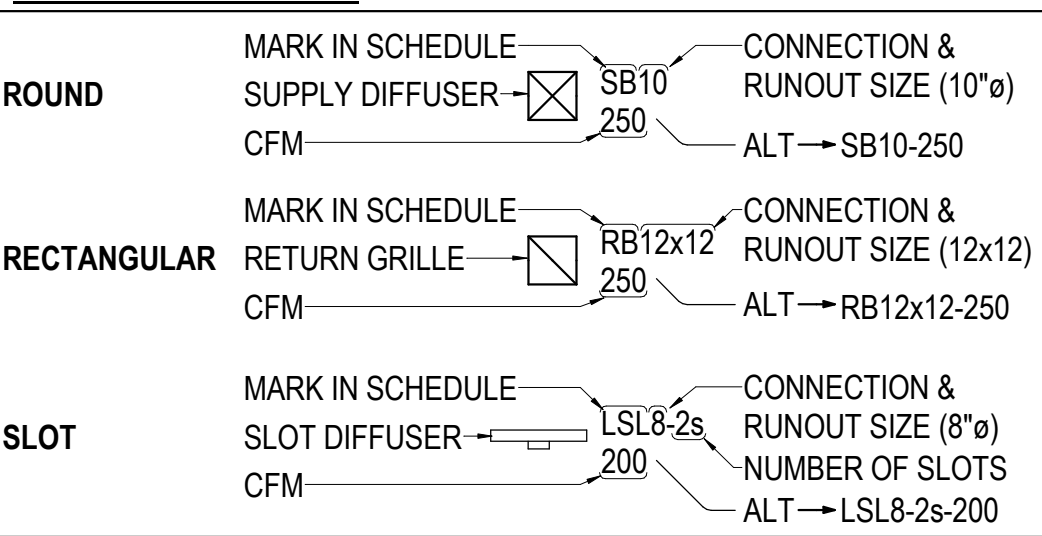 MARK IN SCHEDULE SB10 CONNECTION &
ROUND SUPPLY DIFFUSER 250 RUNOUT SIZE (10"ø)
CFM ALT SB10-250
MARK IN SCHEDULE RB12x12 CONNECTION &
RECTANGULAR RETURN GRILLE 250 RUNOUT SIZE (12x12)
CFM ALT RB12x12-250
MARK IN SCHEDULE LSL8-2s CONNECTION &
SLOT SLOT DIFFUSER 200 RUNOUT SIZE (8"ø)
CFM NUMBER OF SLOTS
ALT LSL8-2s-200